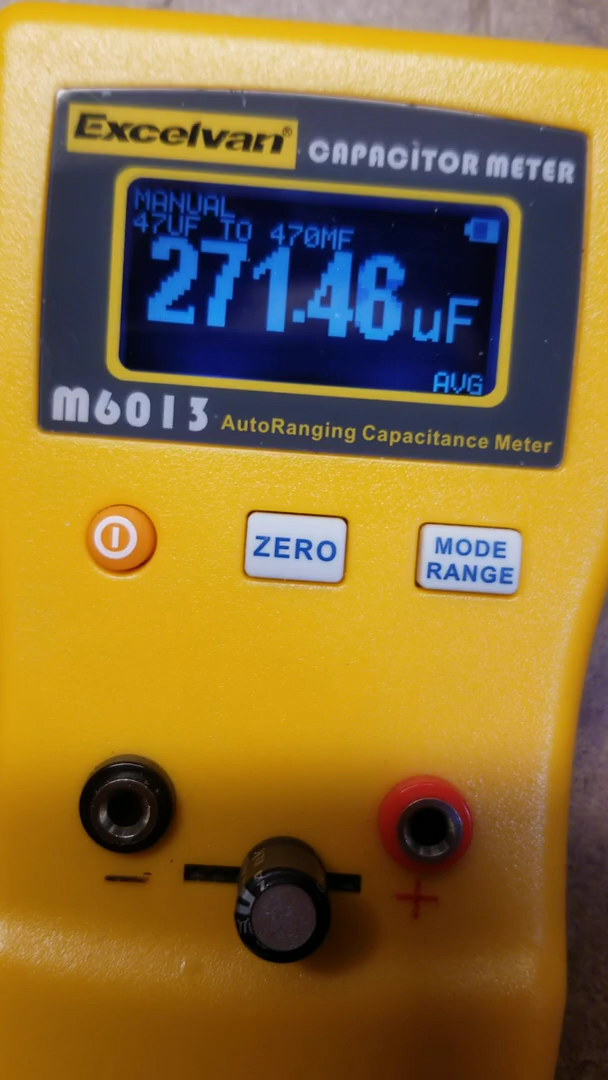 Excelvan®
CAPACITOR METER
MANUAL
47UF TO 470MF
271.46 uF
AVG
M6013 AutoRanging Capacitance Meter
ZERO
MODE
RANGE
−
+